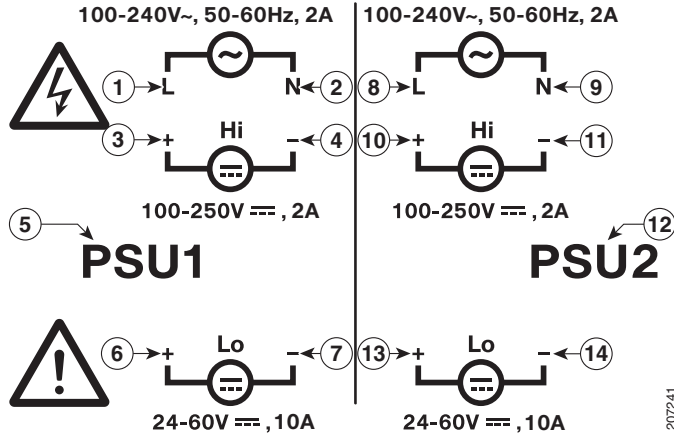 100-240V~, 50-60Hz, 2A
100-240V~, 50-60Hz, 2A
1 L N 2
8 L N 9
3 + Hi – 4
10 + Hi – 11
100-250V ⎓, 2A
100-250V ⎓, 2A
5
12
PSU1
PSU2
6 + Lo – 7
13 + Lo – 14
24-60V ⎓, 10A
24-60V ⎓, 10A
207241